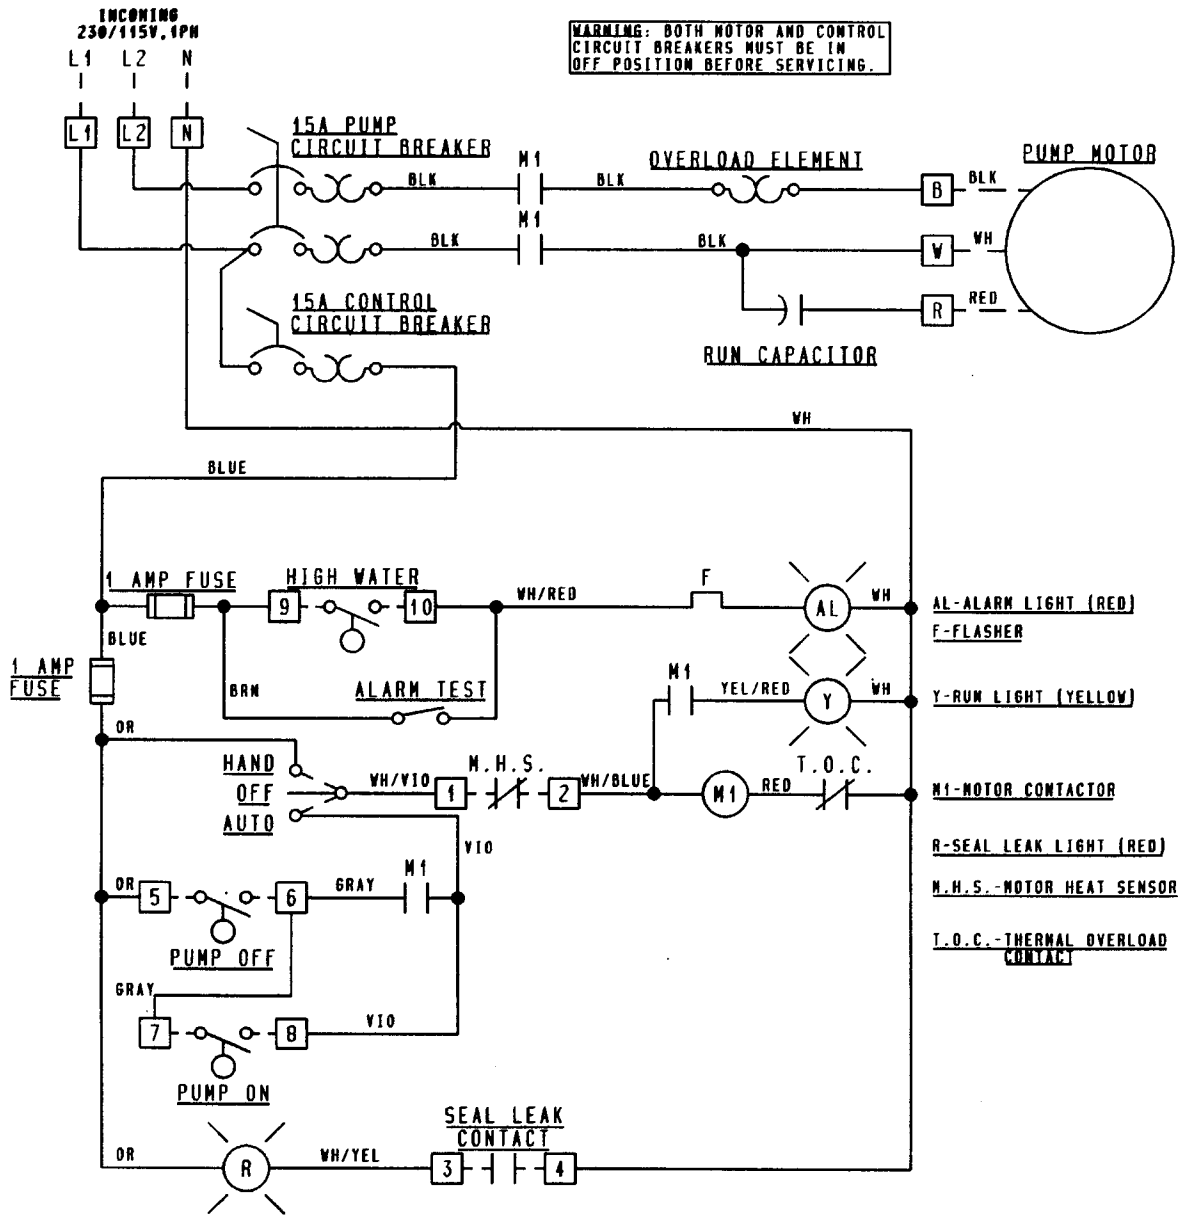 INCOMING
230/115V, 1PH
L1 L2 N
L1 L2 N
WARNING: BOTH MOTOR AND CONTROL
CIRCUIT BREAKERS MUST BE IN
OFF POSITION BEFORE SERVICING.
15A PUMP
CIRCUIT BREAKER
BLK
M1
BLK
OVERLOAD ELEMENT
B
BLK
PUMP MOTOR
BLK
M1
BLK
W
WH
R
RED
RUN CAPACITOR
15A CONTROL
CIRCUIT BREAKER
WH
BLUE
1 AMP FUSE
HIGH WATER
9
10
WH/RED
F
AL
WH
AL-ALARM LIGHT (RED)
F-FLASHER
BLUE
1 AMP
FUSE
BRN
ALARM TEST
M1
YEL/RED
Y
WH
Y-RUN LIGHT (YELLOW)
OR
HAND
OFF
AUTO
WH/VIO
1
M.H.S.
2
WH/BLUE
M1
RED
T.O.C.
M1-MOTOR CONTACTOR
VIO
R-SEAL LEAK LIGHT (RED)
OR
5
6
GRAY
M1
M.H.S.-MOTOR HEAT SENSOR
PUMP OFF
T.O.C.-THERMAL OVERLOAD
CONTACT
GRAY
7
8
VIO
PUMP ON
OR
R
WH/YEL
SEAL LEAK
CONTACT
3
4